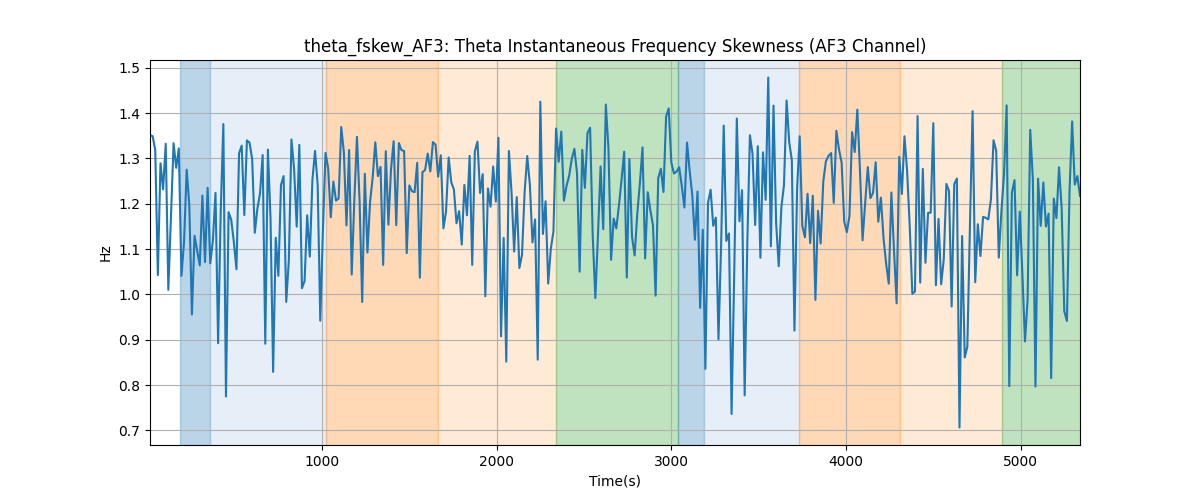 theta_fskew_AF3: Theta Instantaneous Frequency Skewness (AF3 Channel)
1.5
1.4
1.3
1.2
1.1
1.0
0.9
0.8
0.7
Hz
1000 2000 3000 4000 5000
Time(s)